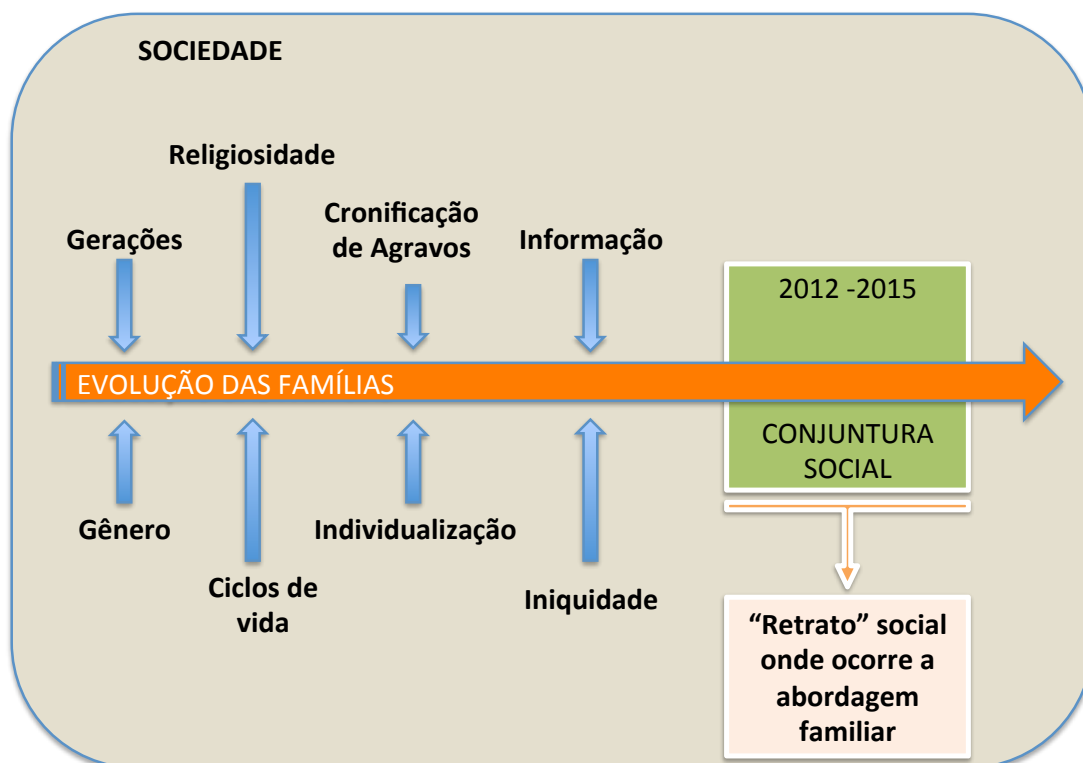 SOCIEDADE
Religiosidade
Cronificação
de Agravos
Gerações
Informação
2012 -2015
EVOLUÇÃO DAS FAMÍLIAS
CONJUNTURA
SOCIAL
Gênero
Individualização
Ciclos de
vida
Iniquidade
“Retrato” social
onde ocorre a
abordagem
familiar